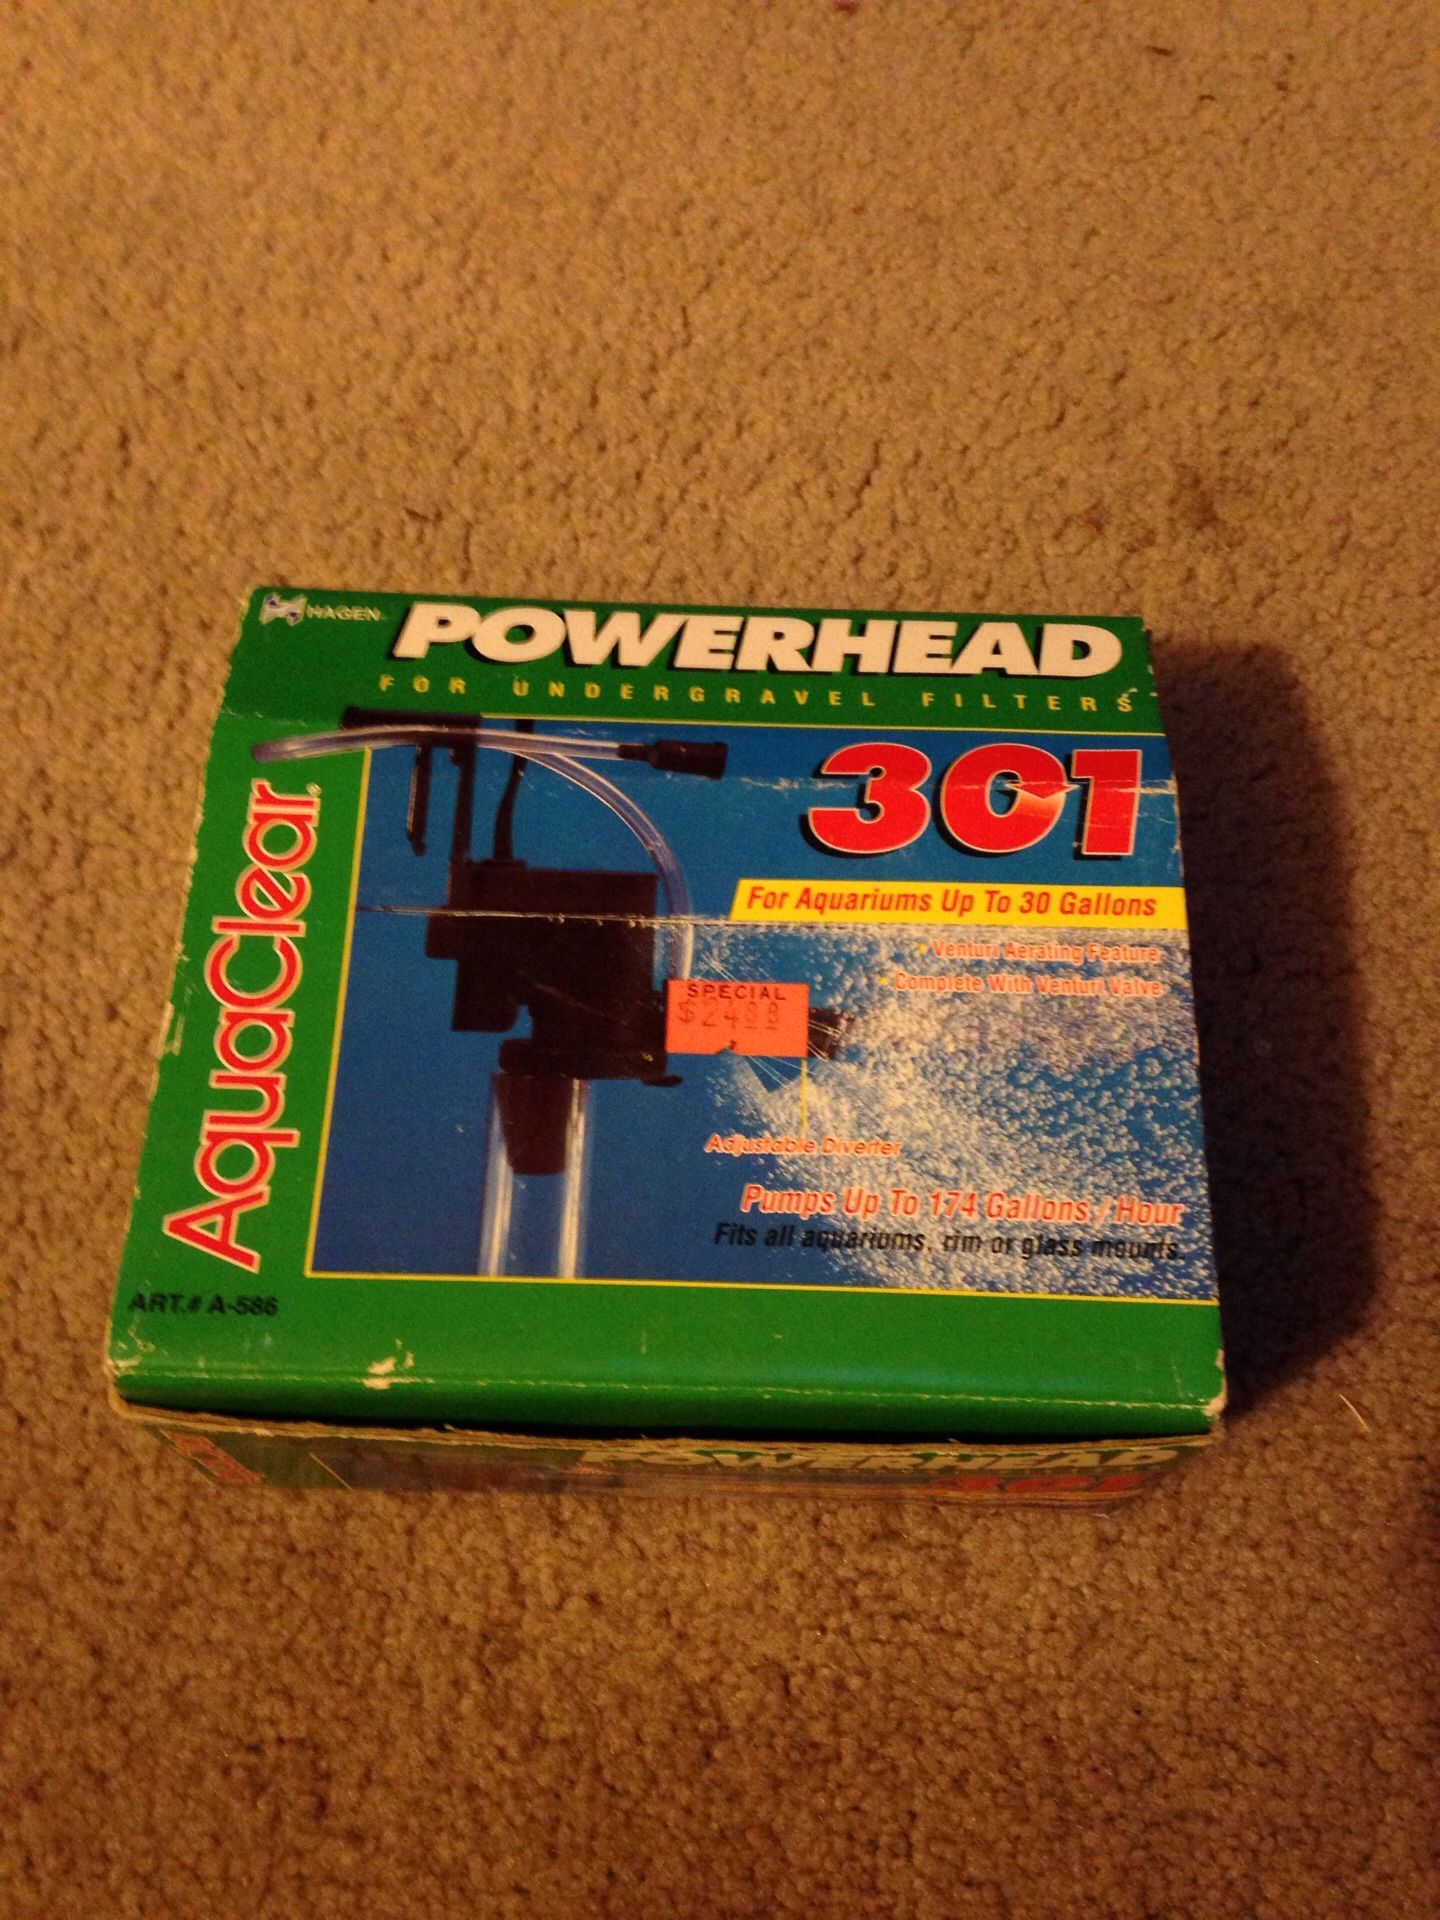 HAGEN
POWERHEAD
FOR UNDERGRAVEL FILTERS
AquaClear®
301
For Aquariums Up To 30 Gallons
• Venturi Aerating Feature
• Complete With Venturi Valve
SPECIAL
Adjustable Diverter
Pumps Up To 174 Gallons / Hour
Fits all aquariums, rim or glass mounts.
ART.# A-586
POWERHEAD
301